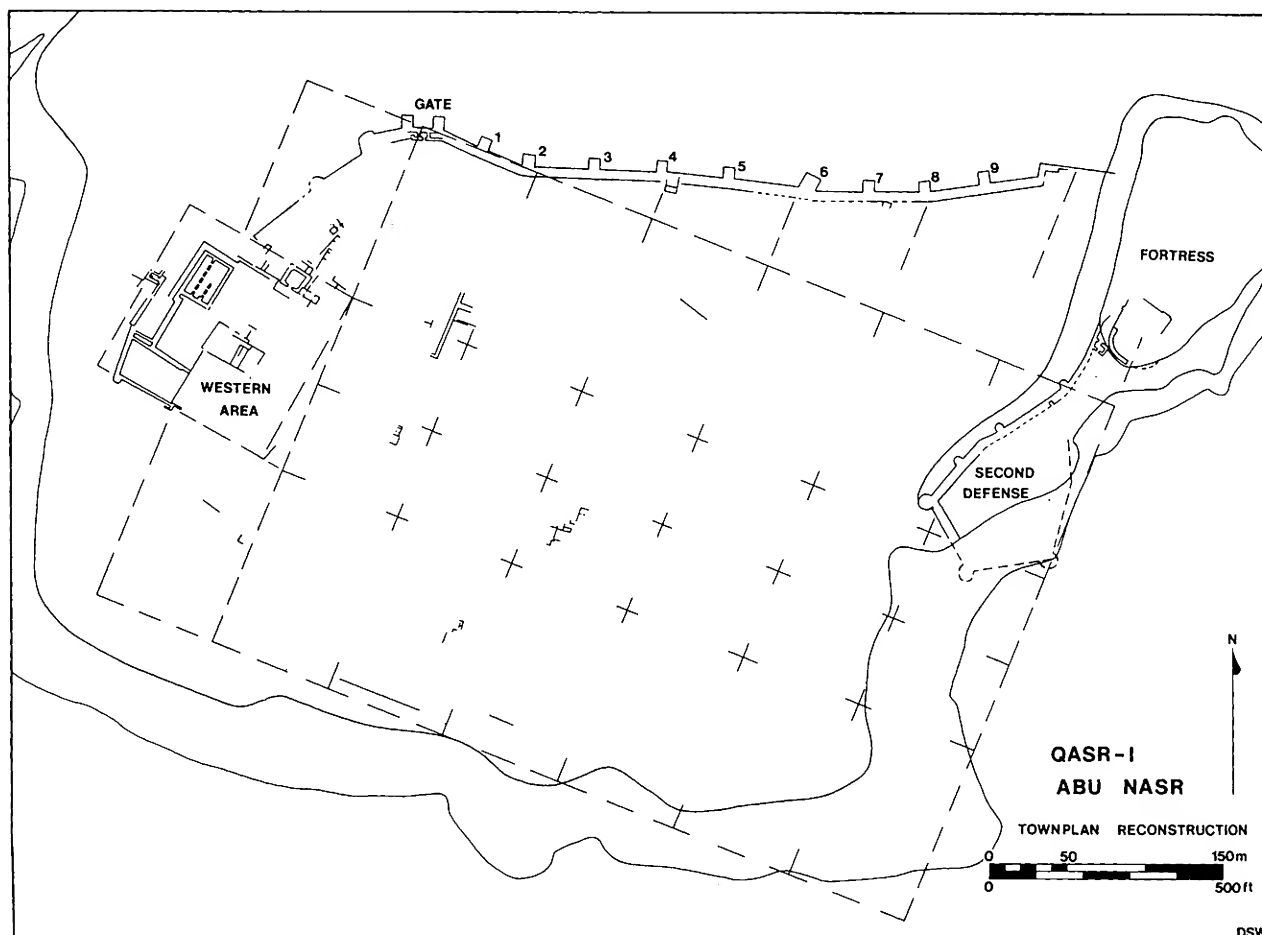 GATE
1
2
3
4
5
6
7
8
9
FORTRESS
WESTERN
AREA
SECOND
DEFENSE
N
QASR-I
ABU NASR
TOWNPLAN RECONSTRUCTION
0 50 150m
0 500ft
DSW